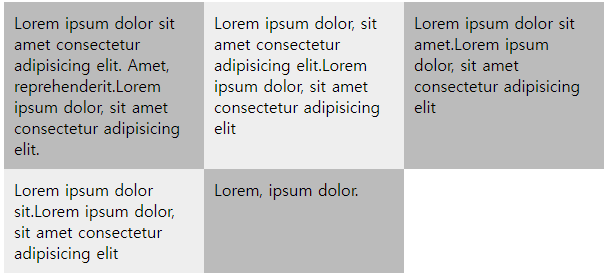 Lorem ipsum dolor sit
amet consectetur
adipisicing elit. Amet,
reprehenderit.Lorem
ipsum dolor, sit amet
consectetur adipisicing
elit.
Lorem ipsum dolor, sit
amet consectetur
adipisicing elit.Lorem
ipsum dolor, sit amet
consectetur adipisicing
elit
Lorem ipsum dolor sit
amet.Lorem ipsum
dolor, sit amet
consectetur adipisicing
elit
Lorem ipsum dolor
sit.Lorem ipsum dolor,
sit amet consectetur
adipisicing elit
Lorem, ipsum dolor.